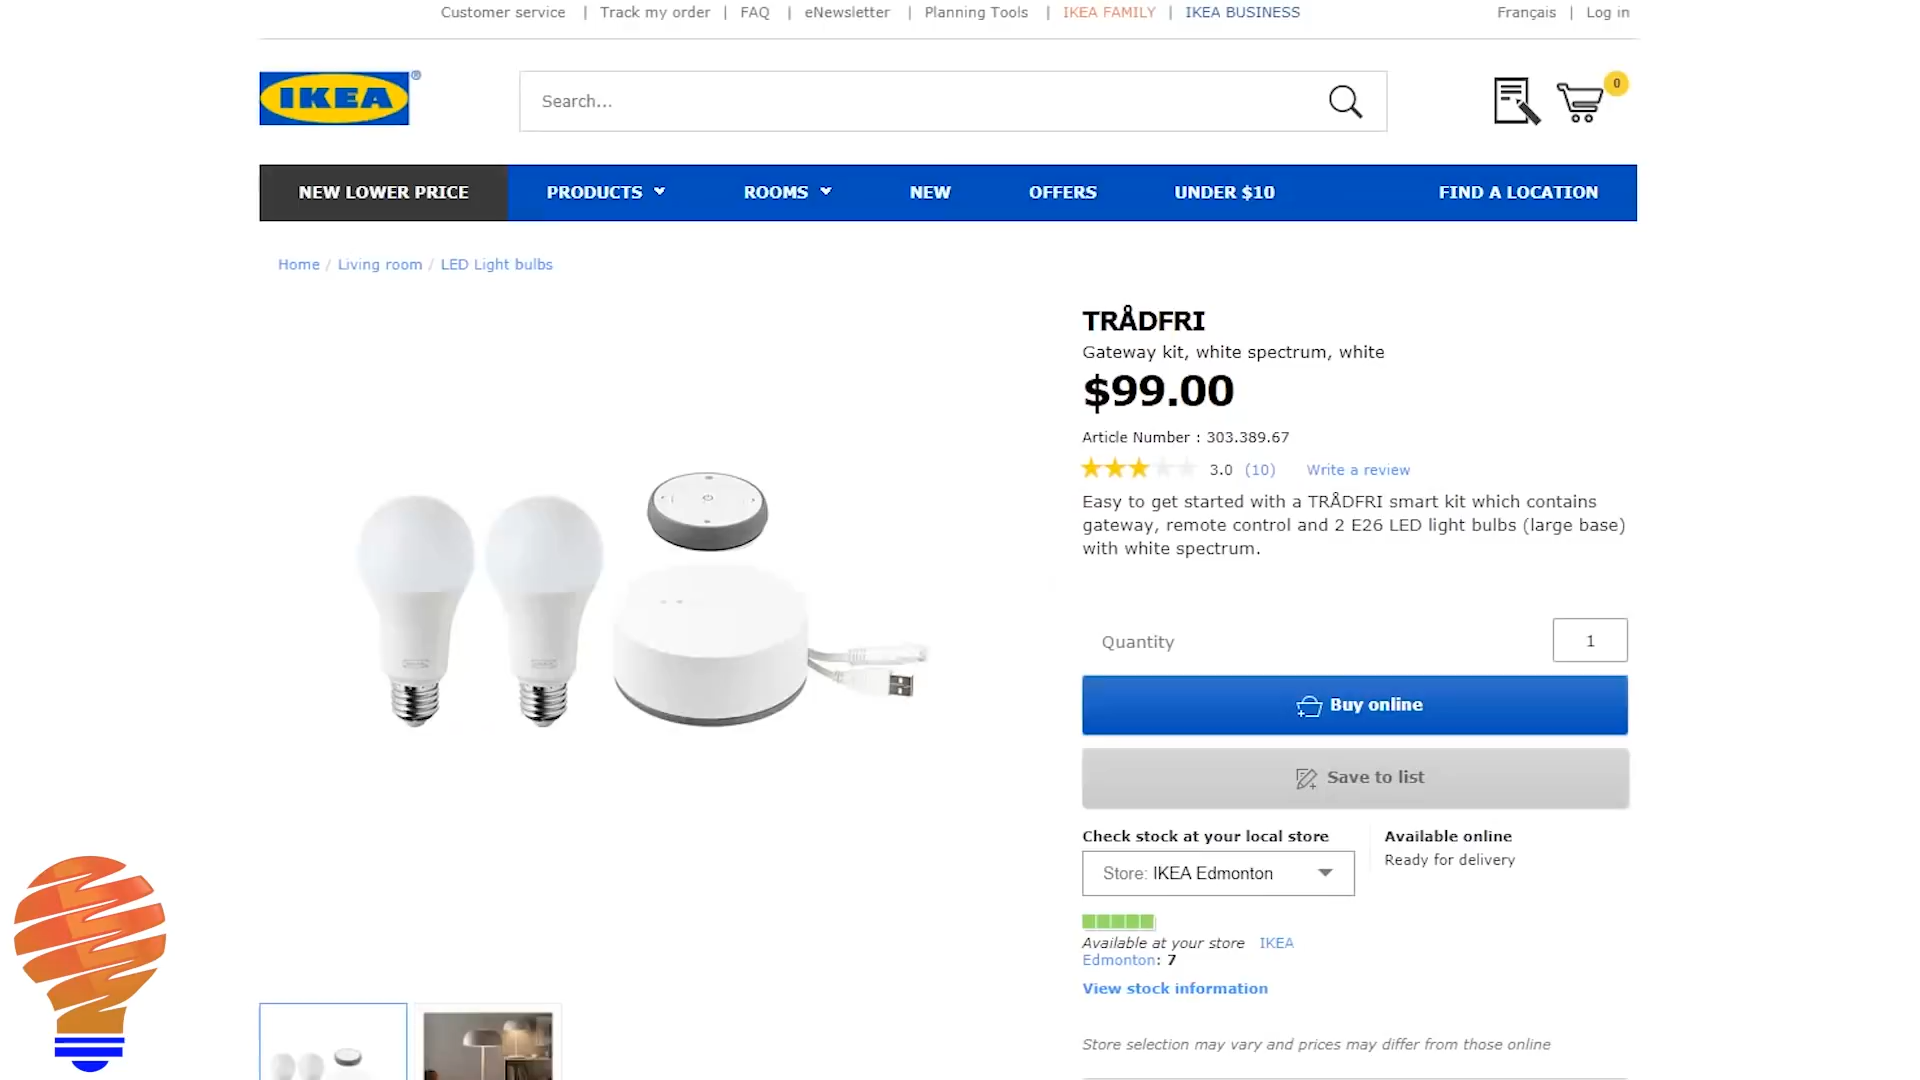 Customer service | Track my order | FAQ | eNewsletter | Planning Tools | IKEA FAMILY | IKEA BUSINESS Français | Log in
IKEA ®
Search...
0
NEW LOWER PRICE PRODUCTS ROOMS NEW OFFERS UNDER $10 FIND A LOCATION
Home / Living room / LED Light bulbs
TRÅDFRI
Gateway kit, white spectrum, white
$99.00
Article Number : 303.389.67
3.0 (10) Write a review
Easy to get started with a TRÅDFRI smart kit which contains
gateway, remote control and 2 E26 LED light bulbs (large base)
with white spectrum.
Quantity 1
Buy online
Save to list
Check stock at your local store
Store: IKEA Edmonton
Available online
Ready for delivery
Available at your store IKEA
Edmonton: 7
View stock information
Store selection may vary and prices may differ from those online